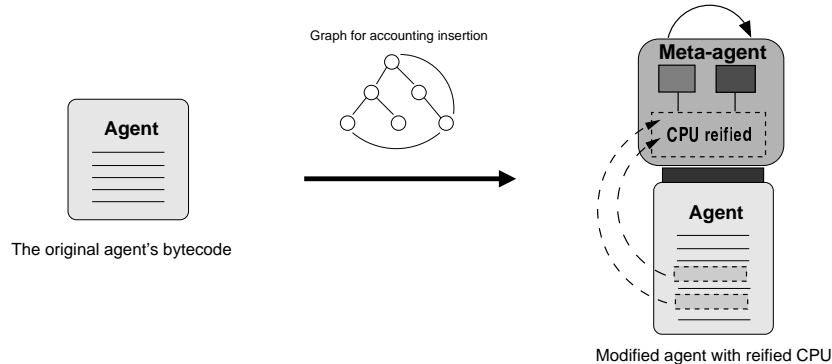 Graph for accounting insertion
Meta-agent
CPU reified
Agent
Agent
The original agent's bytecode
Modified agent with reified CPU